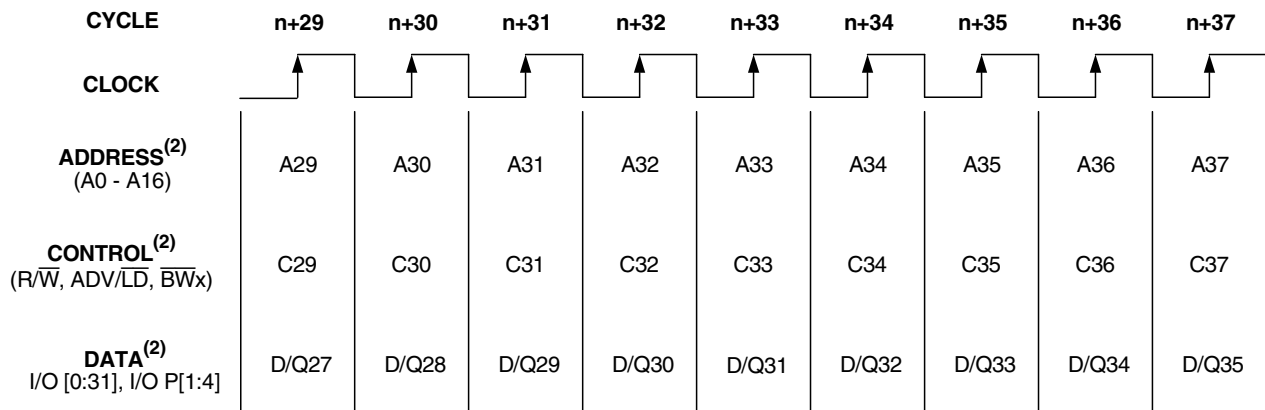 CYCLE n+29 n+30 n+31 n+32 n+33 n+34 n+35 n+36 n+37
CLOCK
ADDRESS(2)
(A0 - A16) A29 A30 A31 A32 A33 A34 A35 A36 A37
CONTROL(2)
(R/W̅, ADV/L̅D̅, B̅W̅x) C29 C30 C31 C32 C33 C34 C35 C36 C37
DATA(2)
I/O [0:31], I/O P[1:4] D/Q27 D/Q28 D/Q29 D/Q30 D/Q31 D/Q32 D/Q33 D/Q34 D/Q35